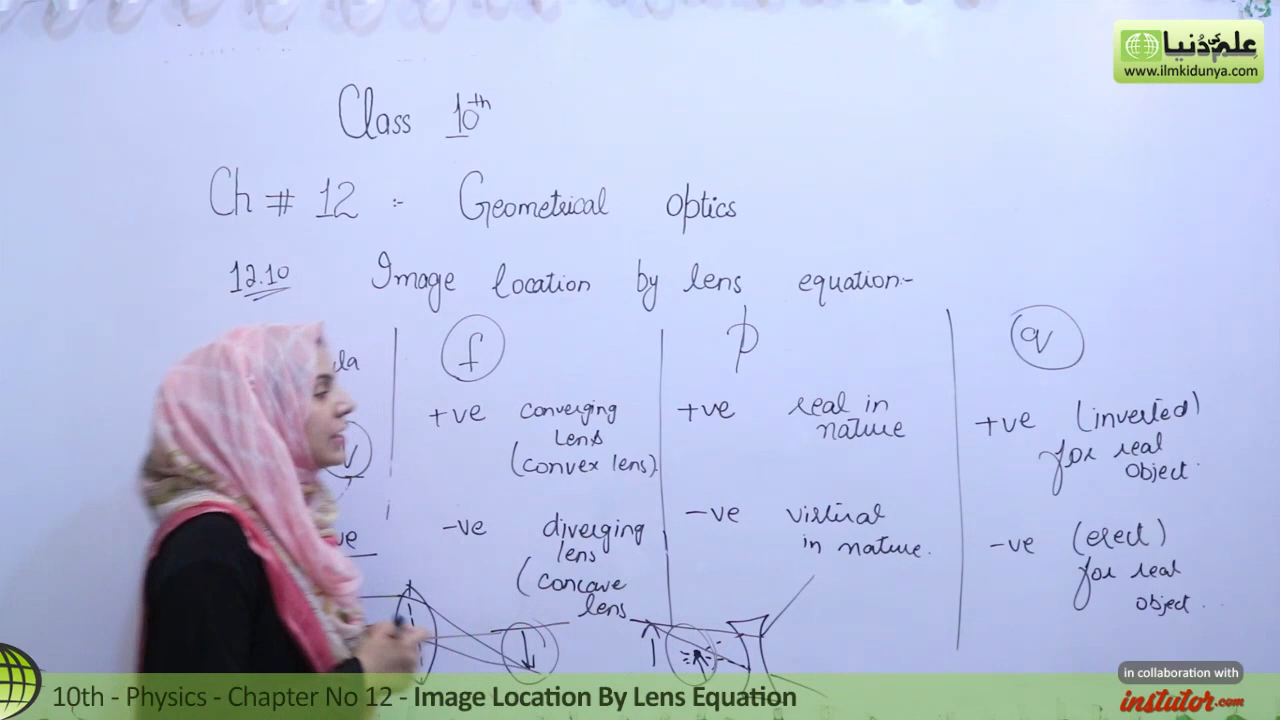 علم کی دُنیا
www.ilmkidunya.com
Class 10th
Ch # 12 :- Geometrical optics
12.10 Image location by lens equation:-
f
+ve converging
lens
(convex lens)
-ve diverging
lens
(concave
lens
p
+ve real in
nature
-ve
in nature.
q
+ve (inverted)
for real
object.
-ve (erect)
for real
object.
in collaboration with
instutor.com
10th - Physics - Chapter No 12 - Image Location By Lens Equation